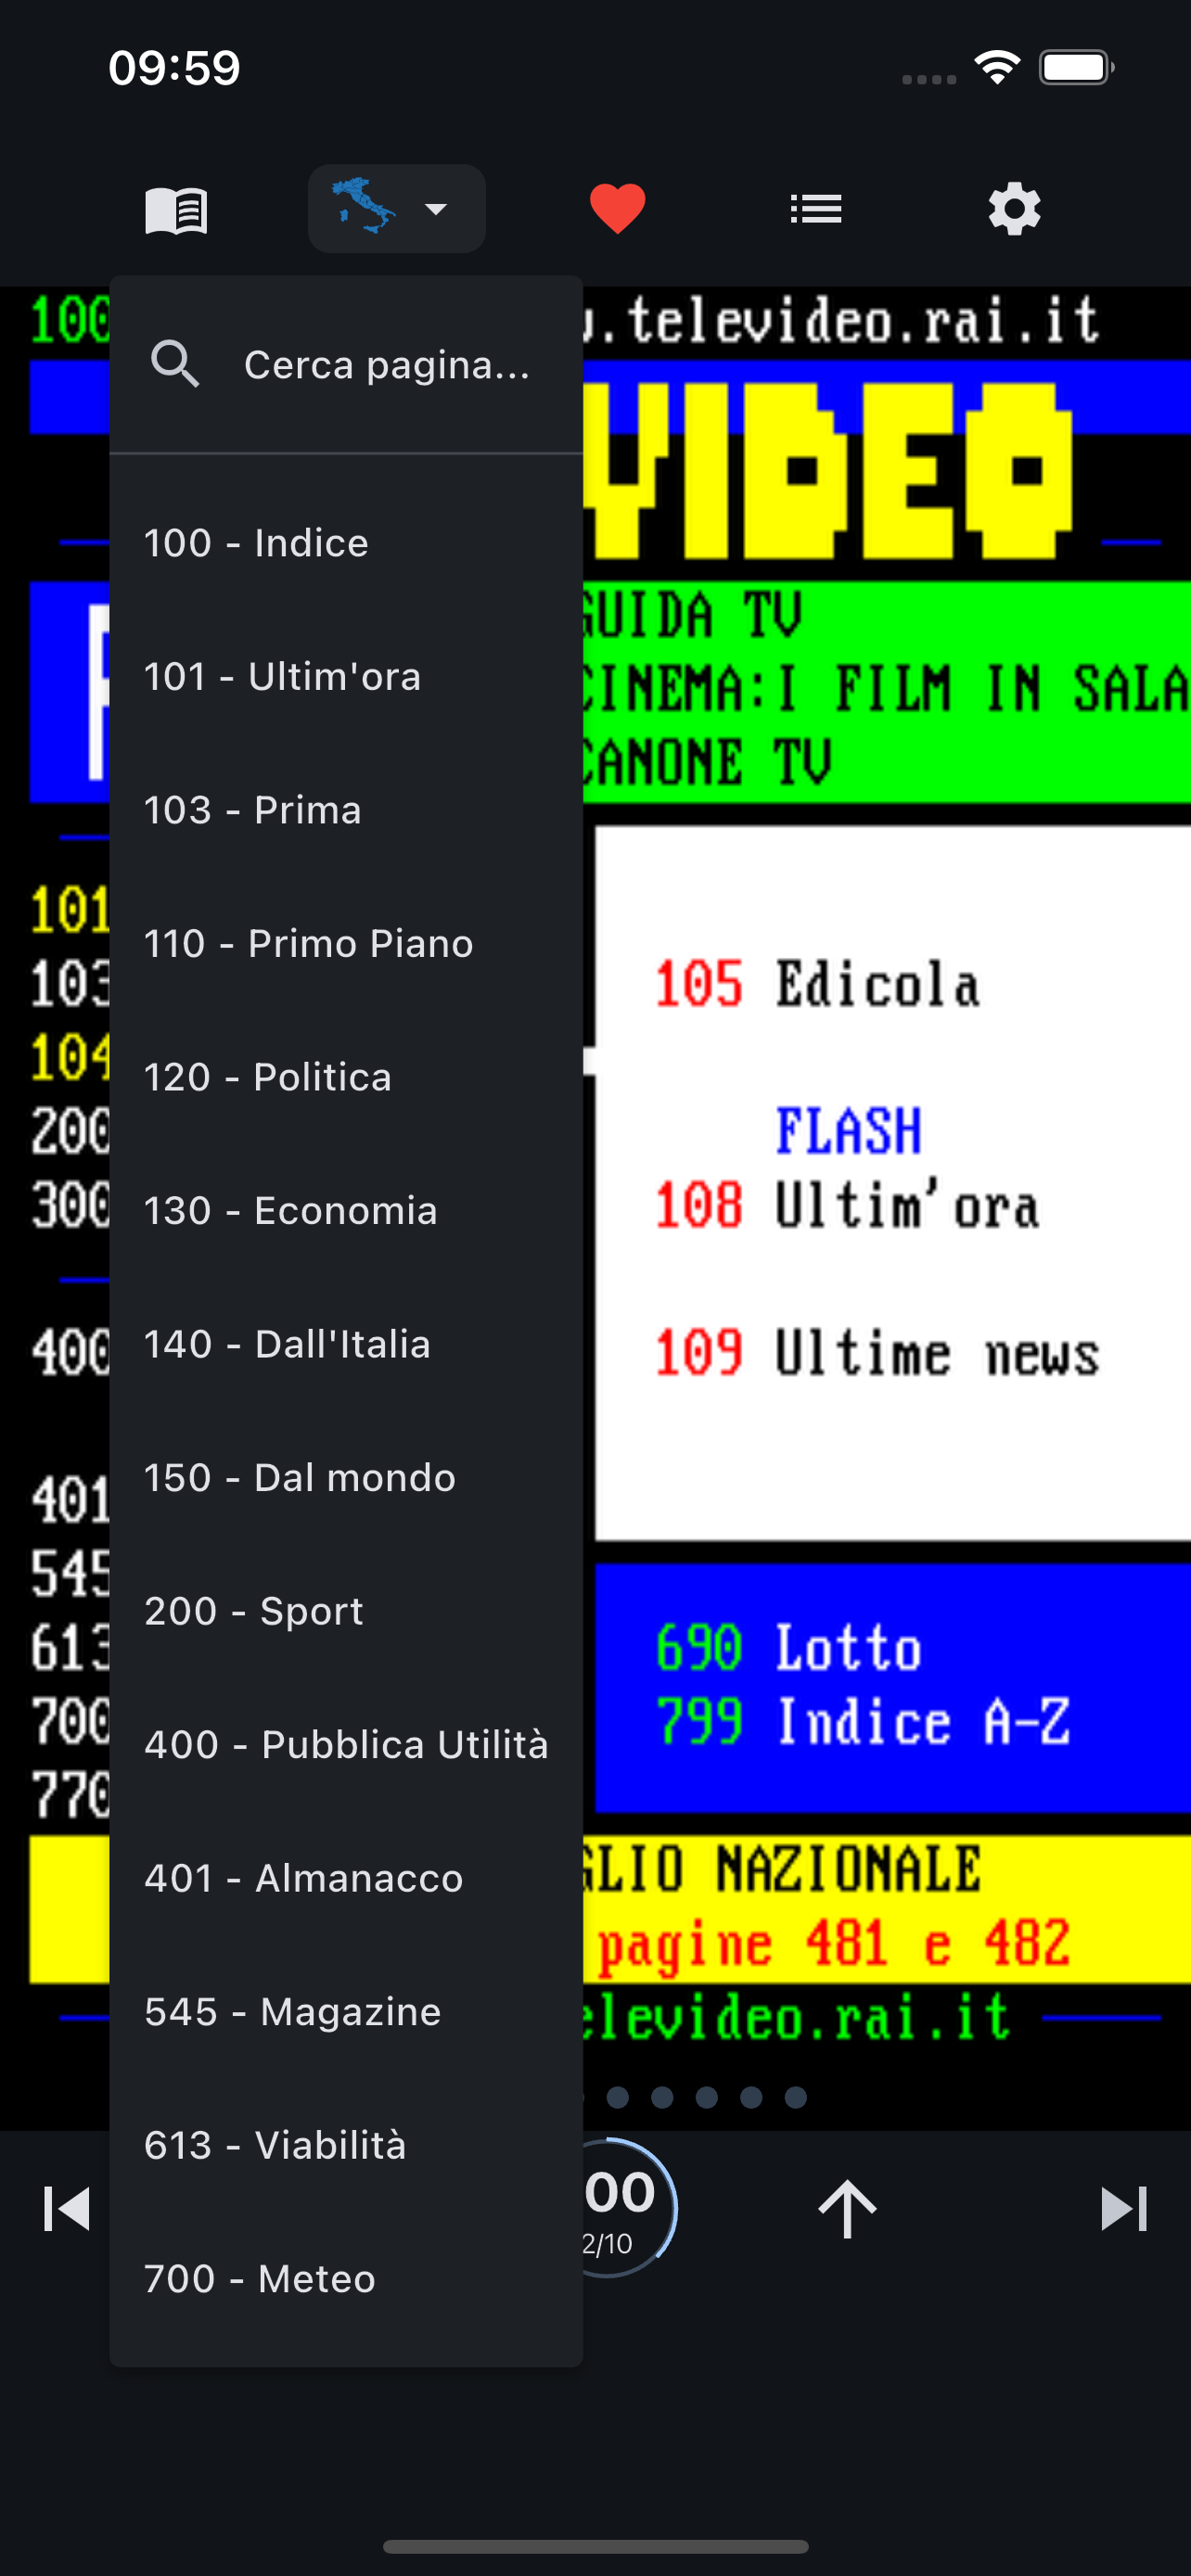 09:59
100
.televideo.rai.it
Cerca pagina...
VIDEO
100 - Indice
GUIDA TV
101 - Ultim'ora
CINEMA:I FILM IN SALA
CANONE TV
103 - Prima
101
110 - Primo Piano
103
105 Edicola
104
120 - Politica
200
FLASH
300
108 Ultim'ora
130 - Economia
400
109 Ultime news
140 - Dall'Italia
150 - Dal mondo
401
545
200 - Sport
613
690 Lotto
700
799 Indice A-Z
400 - Pubblica Utilità
770
GLIO NAZIONALE
401 - Almanacco
pagine 481 e 482
545 - Magazine
elevideo.rai.it
613 - Viabilità
00
2/10
700 - Meteo